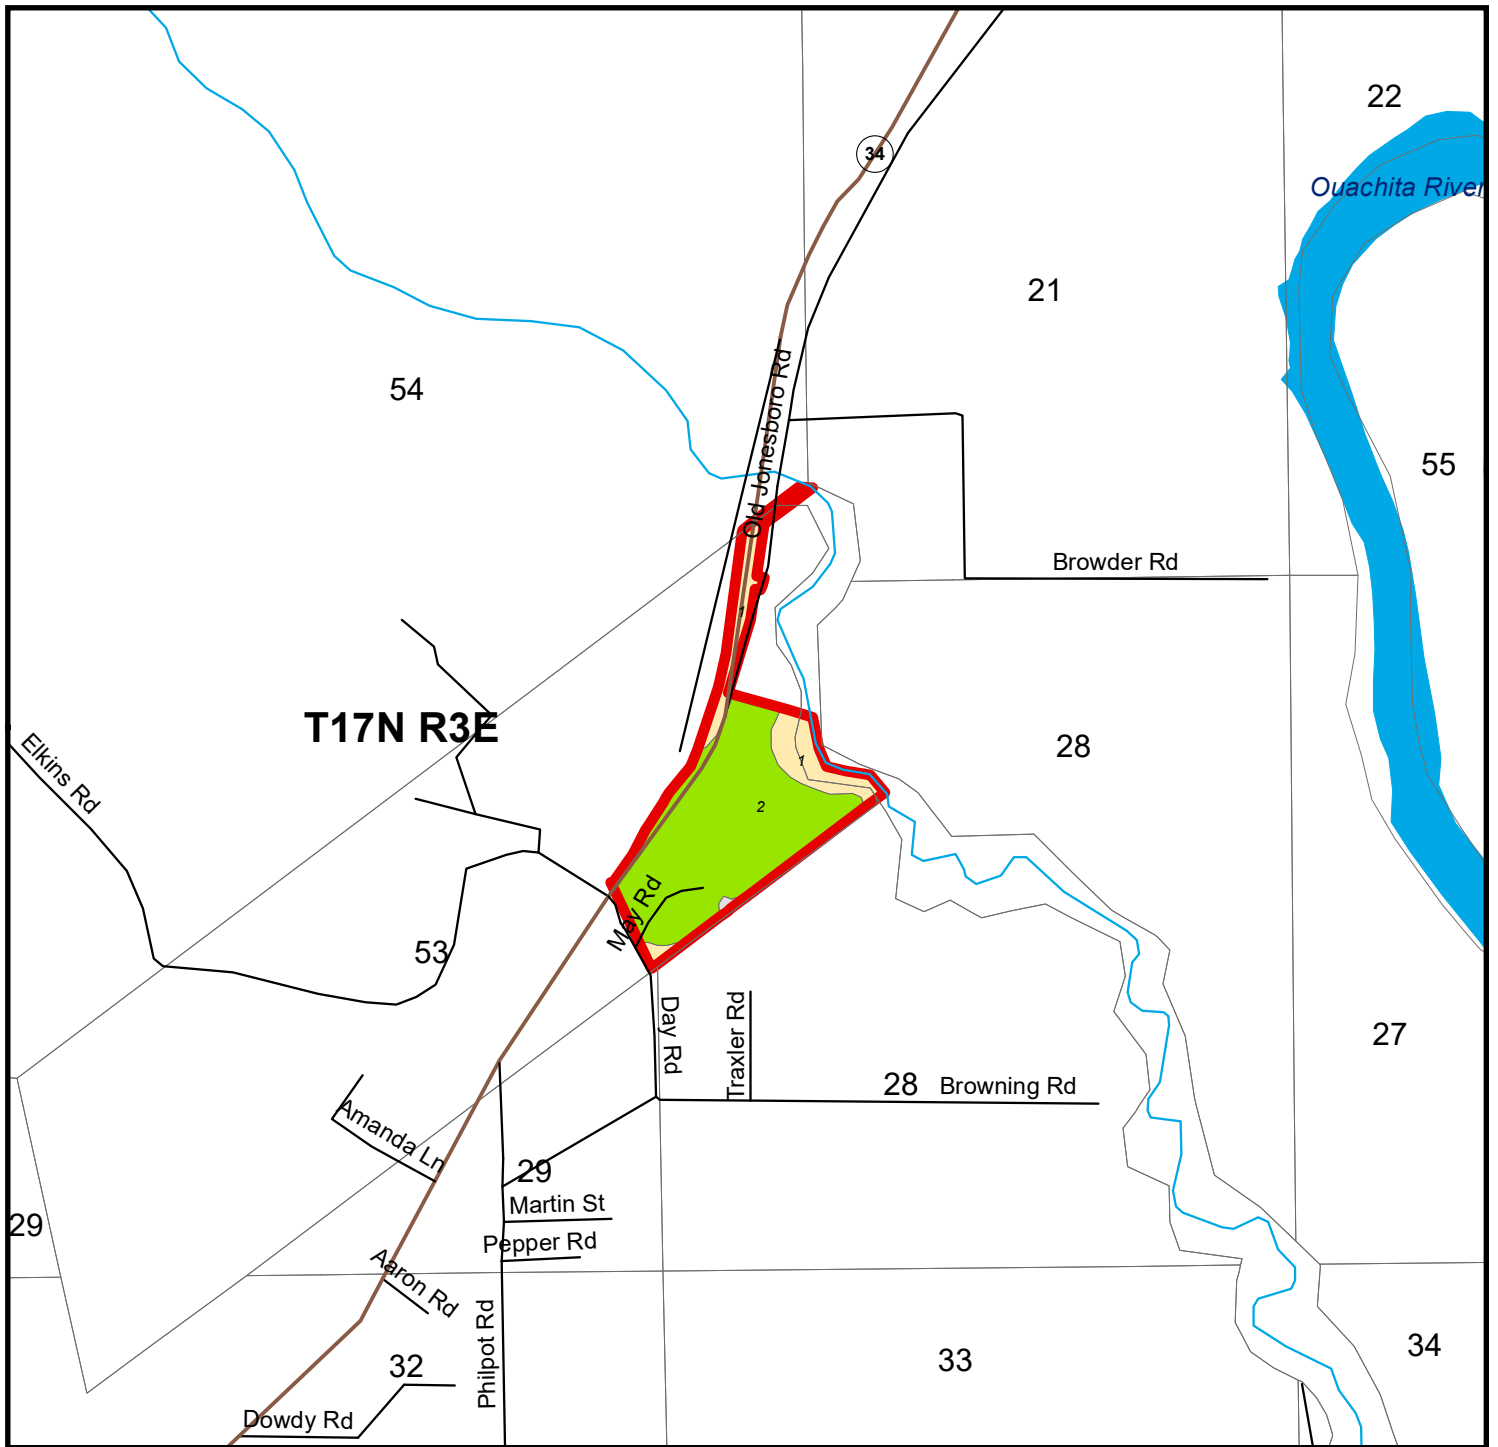 22
34
Ouachita River
21
Old Jonesboro Rd
54
55
Browder Rd
1
T17N R3E
28
Elkins Rd
1
2
May Rd
53
Day Rd
Traxler Rd
27
28
Browning Rd
Amanda Ln
29
Martin St
29
Pepper Rd
Aaron Rd
Philpot Rd
32
33
34
Dowdy Rd